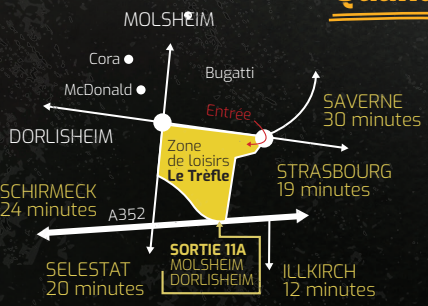 MOLSHEIM
Cora
McDonald
Bugatti
Entrée
SAVERNE
30 minutes
DORLISHEIM
Zone
de loisirs
Le Trèfle
STRASBOURG
19 minutes
SCHIRMECK
24 minutes
A352
SORTIE 11A
MOLSHEIM
DORLISHEIM
SELESTAT
20 minutes
ILLKIRCH
12 minutes